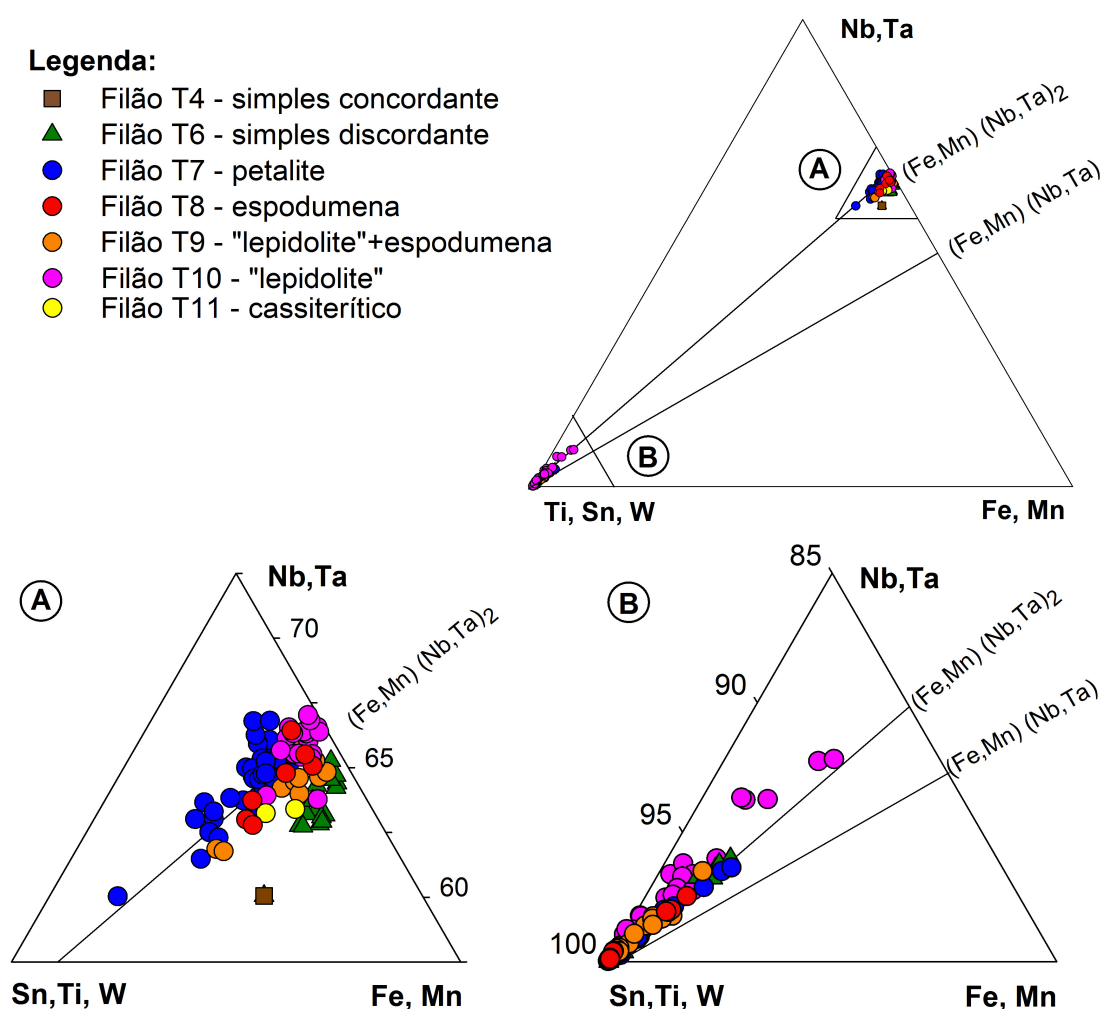 Legenda:
Filão T4 - simples concordante
Filão T6 - simples discordante
Filão T7 - petalite
Filão T8 - espodumena
Filão T9 - "lepidolite"+espodumena
Filão T10 - "lepidolite"
Filão T11 - cassiterítico
Nb,Ta
(Fe,Mn) (Nb,Ta)2
(Fe,Mn) (Nb,Ta)
A
B
Ti, Sn, W
Fe, Mn
A
Nb,Ta
70
(Fe,Mn) (Nb,Ta)2
65
60
Sn,Ti, W
Fe, Mn
B
85
Nb,Ta
(Fe,Mn) (Nb,Ta)2
90
(Fe,Mn) (Nb,Ta)
95
100
Sn,Ti, W
Fe, Mn